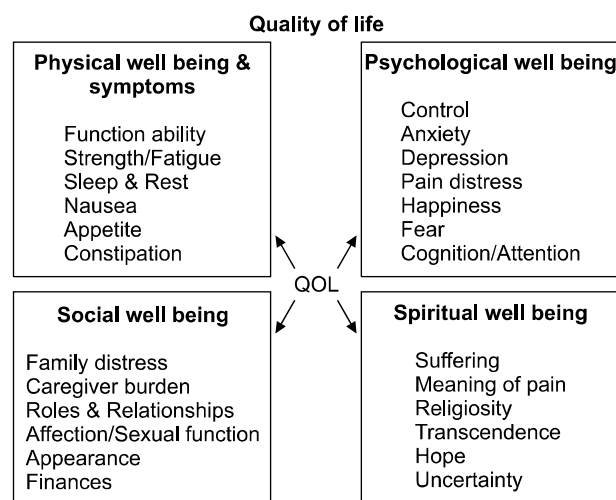 Quality of life
Physical well being &
symptoms
Function ability
Strength/Fatigue
Sleep & Rest
Nausea
Appetite
Constipation
Psychological well being
Control
Anxiety
Depression
Pain distress
Happiness
Fear
Cognition/Attention
QOL
Social well being
Family distress
Caregiver burden
Roles & Relationships
Affection/Sexual function
Appearance
Finances
Spiritual well being
Suffering
Meaning of pain
Religiosity
Transcendence
Hope
Uncertainty